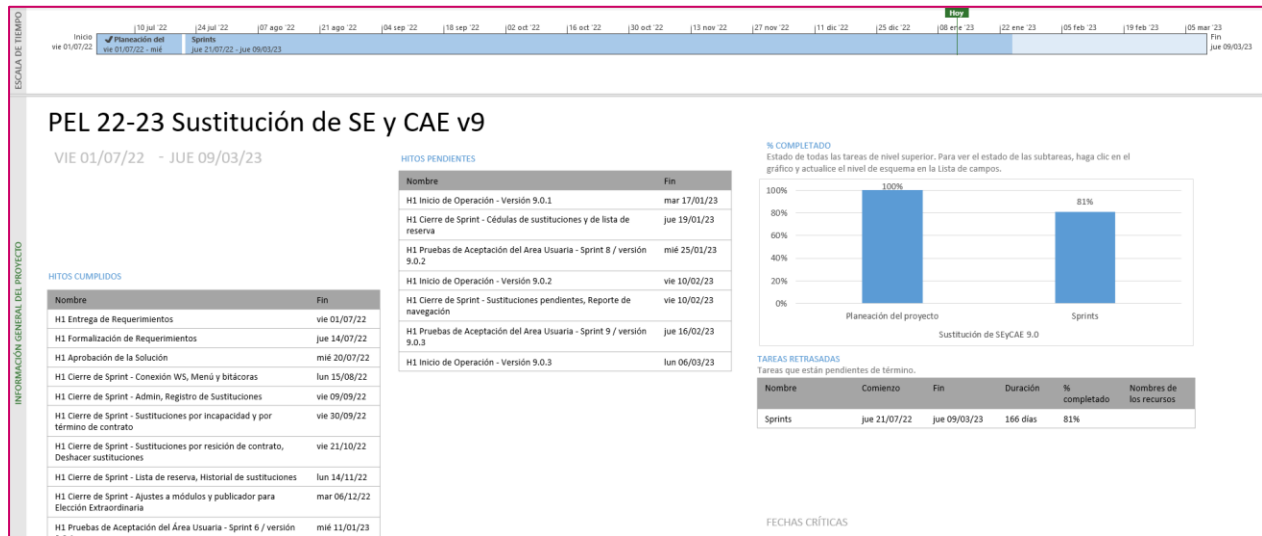 ESCALA DE TIEMPO
Hoy
|10 jul '22 |24 jul '22 |07 ago '22 |21 ago '22 |04 sep '22 |18 sep '22 |02 oct '22 |16 oct '22 |30 oct '22 |13 nov '22 |27 nov '22 |11 dic '22 |25 dic '22 |08 ene '23 |22 ene '23 |05 feb '23 |19 feb '23 |05 mar '23
Inicio
vie 01/07/22
✔Planeación del
vie 01/07/22 - mié
Sprints
jue 21/07/22 - jue 09/03/23
Fin
jue 09/03/23
INFORMACIÓN GENERAL DEL PROYECTO
PEL 22-23 Sustitución de SE y CAE v9
VIE 01/07/22 - JUE 09/03/23
HITOS CUMPLIDOS
Nombre Fin
H1 Entrega de Requerimientos vie 01/07/22
H1 Formalización de Requerimientos jue 14/07/22
H1 Aprobación de la Solución mié 20/07/22
H1 Cierre de Sprint - Conexión WS, Menú y bitácoras lun 15/08/22
H1 Cierre de Sprint - Admin, Registro de Sustituciones vie 09/09/22
H1 Cierre de Sprint - Sustituciones por incapacidad y por vie 30/09/22
término de contrato
H1 Cierre de Sprint - Sustituciones por resición de contrato, vie 21/10/22
Deshacer sustituciones
H1 Cierre de Sprint - Lista de reserva, Historial de sustituciones lun 14/11/22
H1 Cierre de Sprint - Ajustes a módulos y publicador para mar 06/12/22
Elección Extraordinaria
H1 Pruebas de Aceptación del Área Usuaria - Sprint 6 / versión mié 11/01/23
HITOS PENDIENTES
Nombre Fin
H1 Inicio de Operación - Versión 9.0.1 mar 17/01/23
H1 Cierre de Sprint - Cédulas de sustituciones y de lista de jue 19/01/23
reserva
H1 Pruebas de Aceptación del Area Usuaria - Sprint 8 / versión mié 25/01/23
9.0.2
H1 Inicio de Operación - Versión 9.0.2 vie 10/02/23
H1 Cierre de Sprint - Sustituciones pendientes, Reporte de vie 10/02/23
navegación
H1 Pruebas de Aceptación del Area Usuaria - Sprint 9 / versión jue 16/02/23
9.0.3
H1 Inicio de Operación - Versión 9.0.3 lun 06/03/23
% COMPLETADO
Estado de todas las tareas de nivel superior. Para ver el estado de las subtareas, haga clic en el
gráfico y actualice el nivel de esquema en la Lista de campos.
100%
80%
60%
40%
20%
0%
100%
81%
Planeación del proyecto Sprints
Sustitución de SEyCAE 9.0
TAREAS RETRASADAS
Tareas que están pendientes de término.
Nombre Comienzo Fin Duración % Nombres de
completado los recursos
Sprints jue 21/07/22 jue 09/03/23 166 días 81%
FECHAS CRÍTICAS